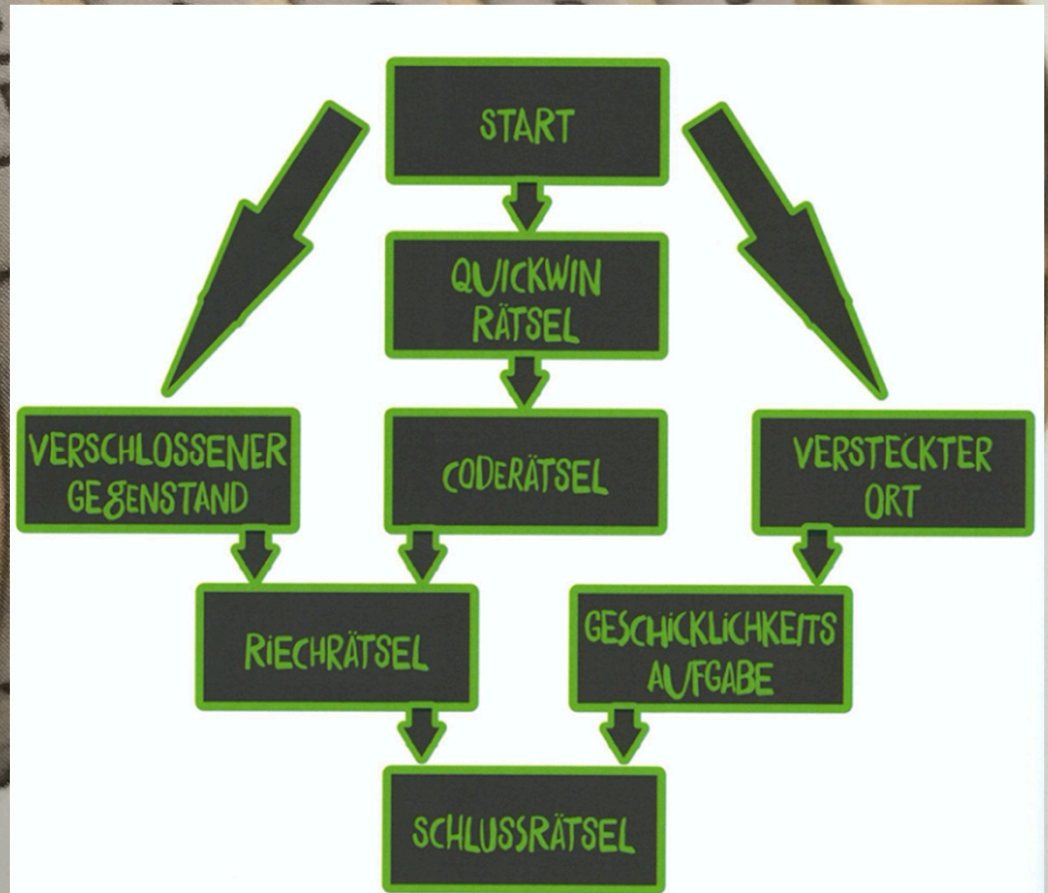 START
QUICKWIN
RÄTSEL
VERSCHLOSSENER
GEGENSTAND
CODERÄTSEL
VERSTECKTER
ORT
RIECHRÄTSEL
GESCHICKLICHKEITS
AUFGABE
SCHLUSSRÄTSEL